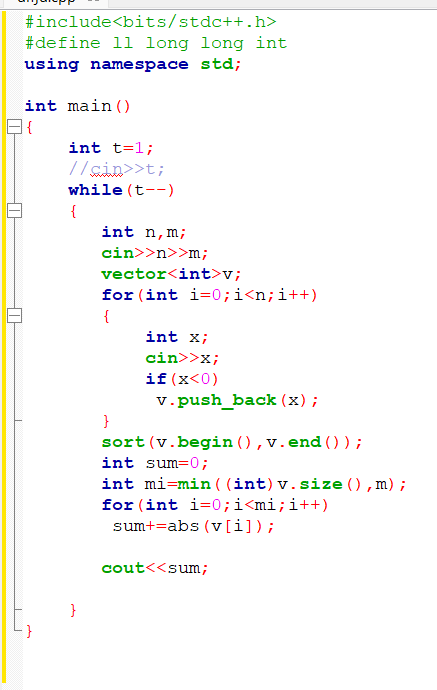 #include<bits/stdc++.h>
#define ll long long int
using namespace std;
int main()
{
int t=1;
//cin>>t;
while(t--)
{
int n,m;
cin>>n>>m;
vector<int>v;
for(int i=0;i<n;i++)
{
int x;
cin>>x;
if(x<0)
v.push_back(x);
}
sort(v.begin(),v.end());
int sum=0;
int mi=min((int)v.size(),m);
for(int i=0;i<mi;i++)
sum+=abs(v[i]);
cout<<sum;
}
}